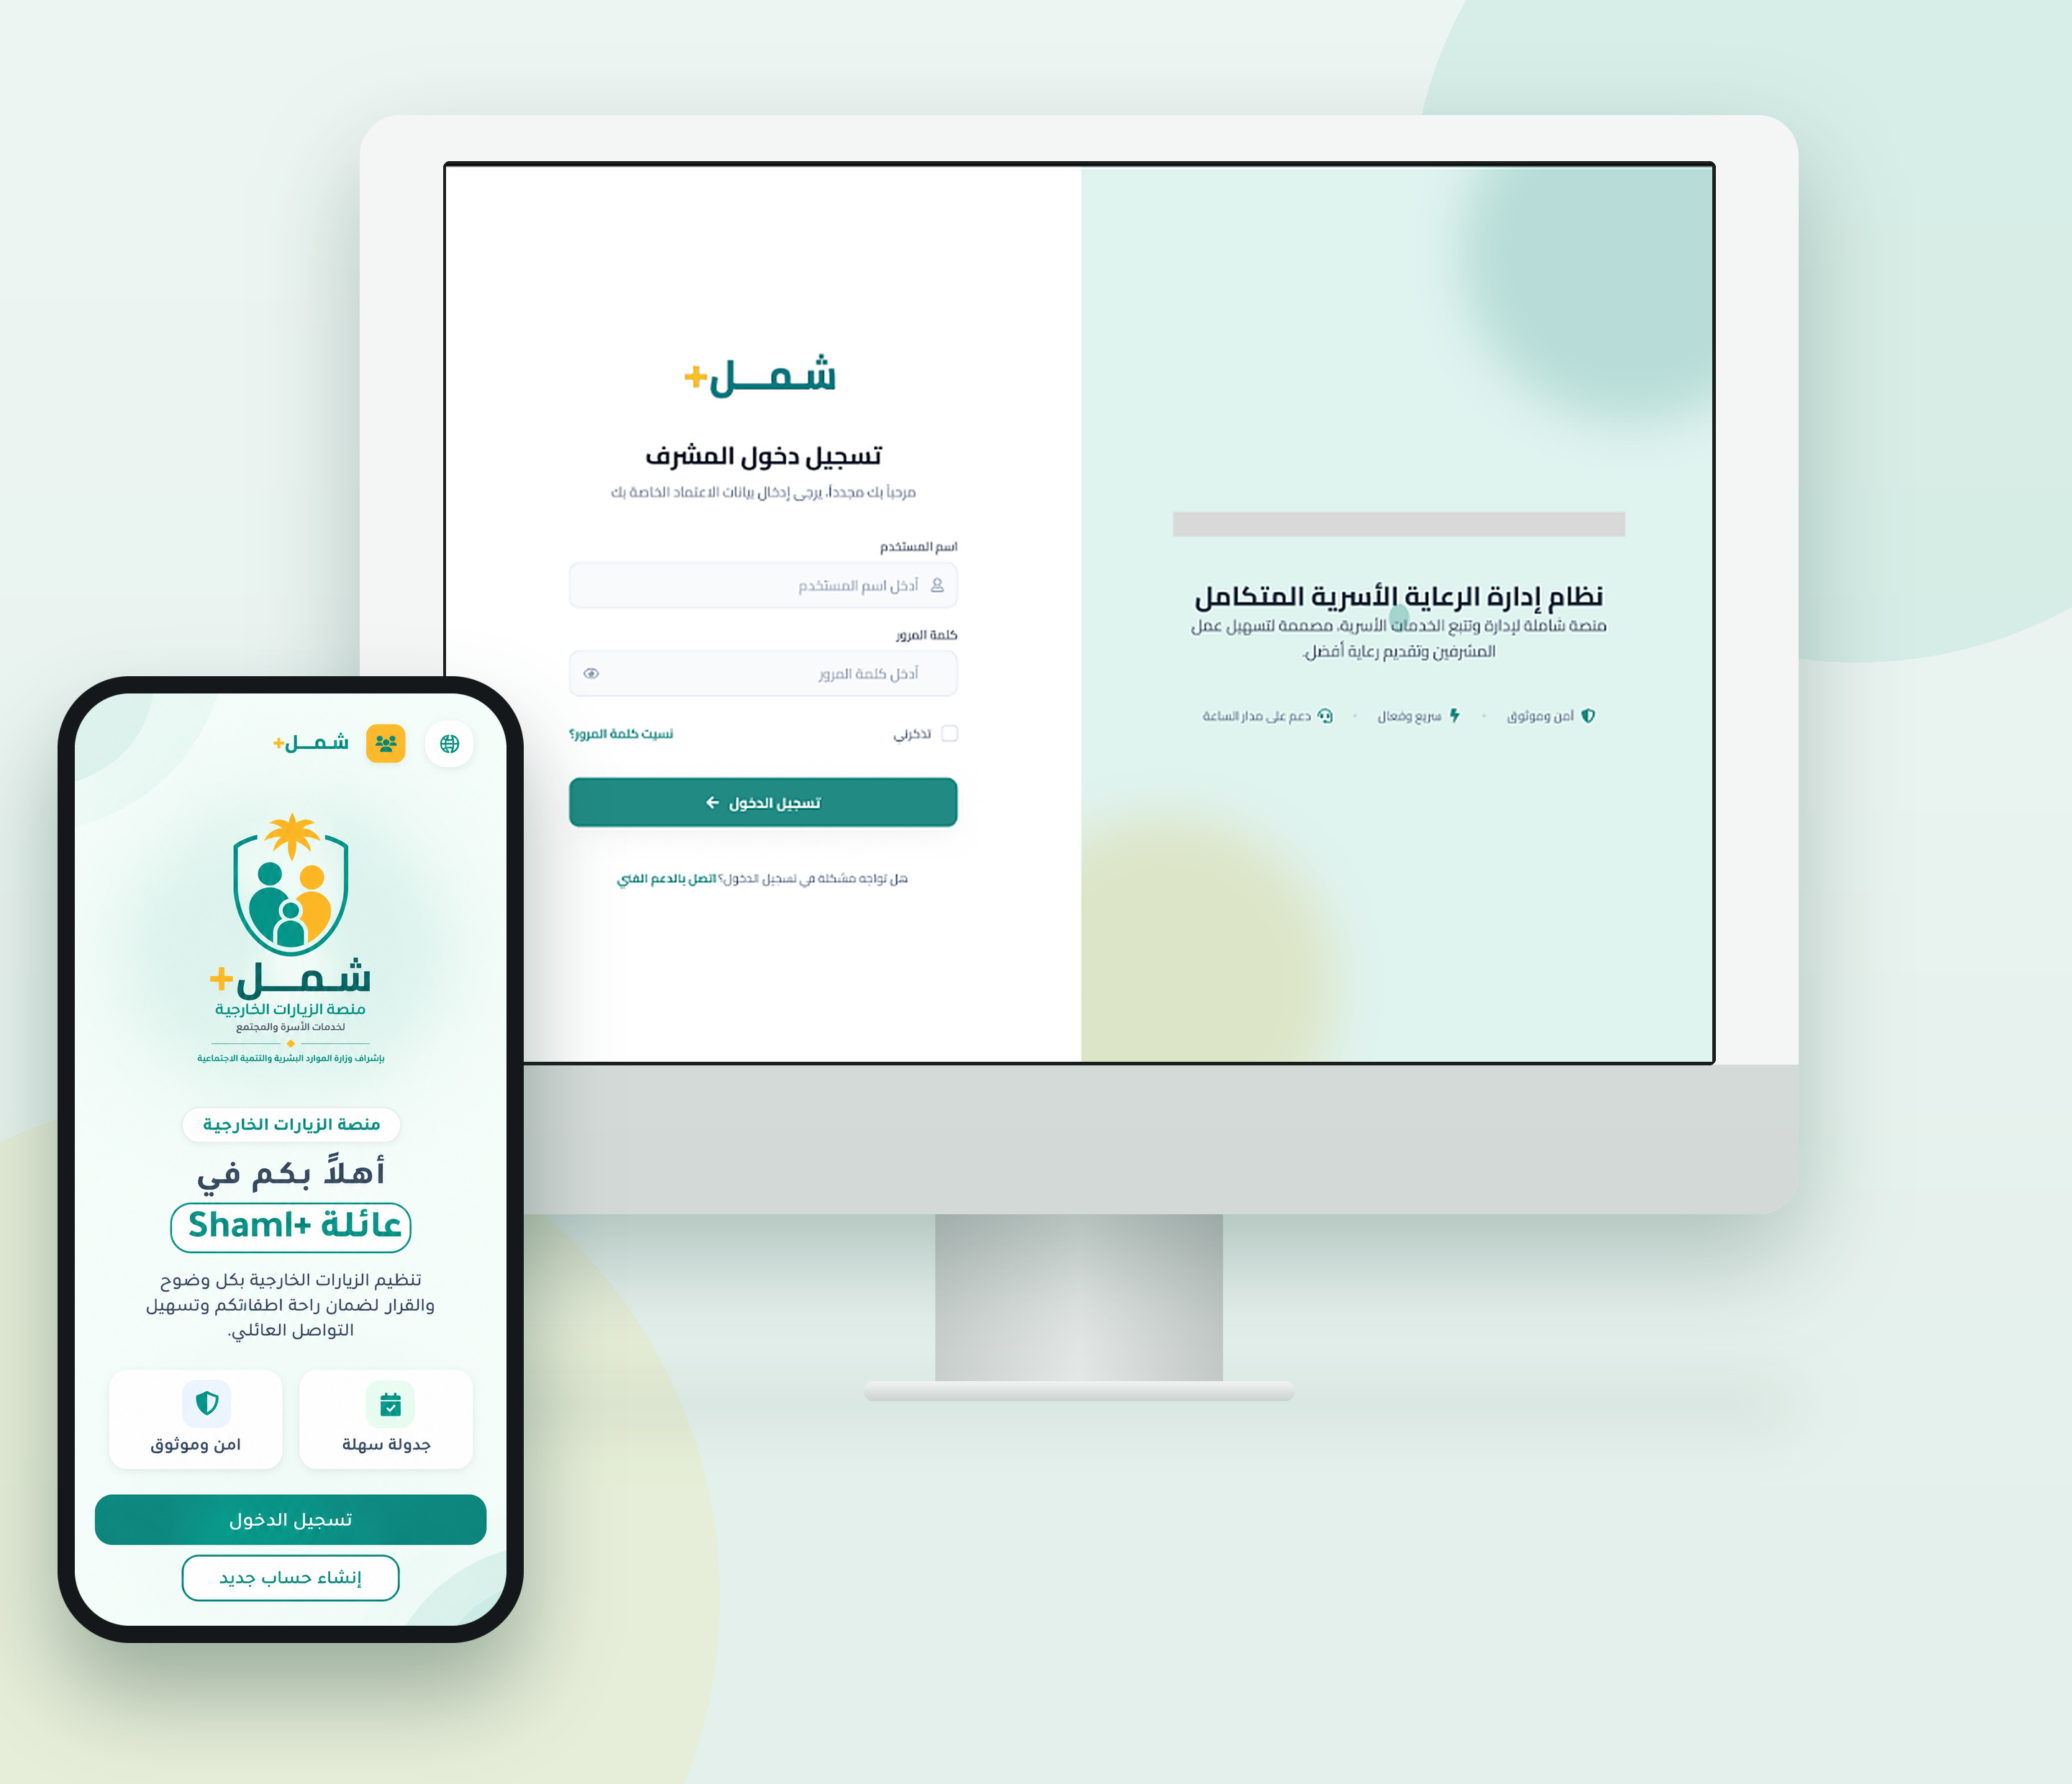 شمل+
تسجيل دخول المشرف
مرحباً بك مجدداً، يرجى إدخال بيانات الاعتماد الخاصة بك
اسم المستخدم
أدخل اسم المستخدم
كلمة المرور
أدخل كلمة المرور
تذكرني
نسيت كلمة المرور؟
تسجيل الدخول
هل تواجه مشكلة في تسجيل الدخول؟ اتصل بالدعم الفني
نظام إدارة الرعاية الأسرية المتكامل
منصة شاملة لإدارة وتتبع الخدمات الأسرية، مصممة لتسهيل عمل
المشرفين وتقديم رعاية أفضل.
آمن وموثوق
سريع وفعال
دعم على مدار الساعة
شمل+
شمل+
منصة الزيارات الخارجية
لخدمات الأسرة والمجتمع
بإشراف وزارة الموارد البشرية والتنمية الاجتماعية
منصة الزيارات الخارجية
أهلاً بكم في
عائلة Shaml+
تنظيم الزيارات الخارجية بكل وضوح
والقرار لضمان راحة اطفااثكم وتسهيل
التواصل العائلي.
جدولة سهلة
امن وموثوق
تسجيل الدخول
إنشاء حساب جديد